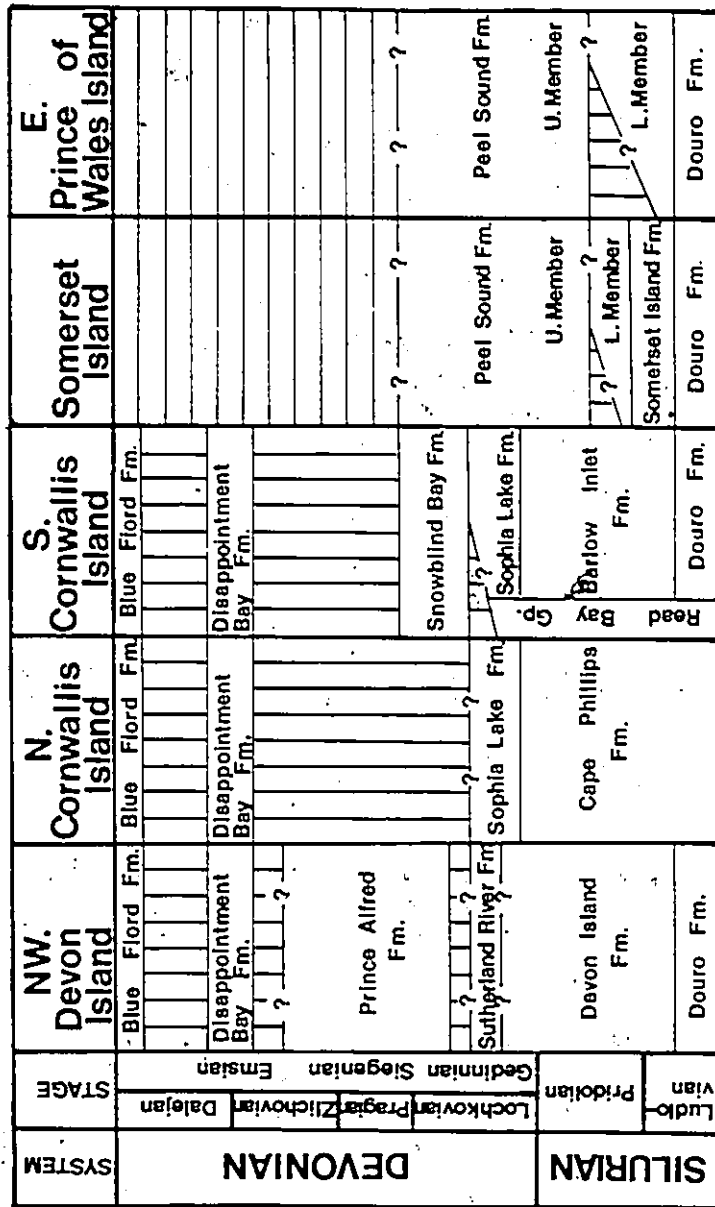 SYSTEM
STAGE
NW.
Devon
Island
N.
Cornwallis
Island
S.
Cornwallis
Island
Somerset
Island
E.
Prince of
Wales Island
DEVONIAN
SILURIAN
Emsian
Siegenian
Gedinnian
Dalejan
Zlichovian
Pragian
Lochkovian
Pridolian
Ludlo-
vian
Blue Fiord Fm.
Disappointment
Bay Fm.
?
?
Prince Alfred
Fm.
?
?
Sutherland River Fm.
?
?
Devon Island
Fm.
Douro Fm.
Blue Fiord Fm.
Disappointment
Bay Fm.
?
?
Sophia Lake Fm.
Cape Phillips
Fm.
Blue Fiord Fm.
Disappointment
Bay Fm.
Snowblind Bay Fm.
?
Sophia Lake Fm.
Read Bay Gp.
Barlow Inlet
Fm.
Douro Fm.
?
?
Peel Sound Fm.
U. Member
?
?
L. Member
Somerset Island Fm.
Douro Fm.
?
?
?
Peel Sound Fm.
U. Member
?
?
L. Member
Douro Fm.